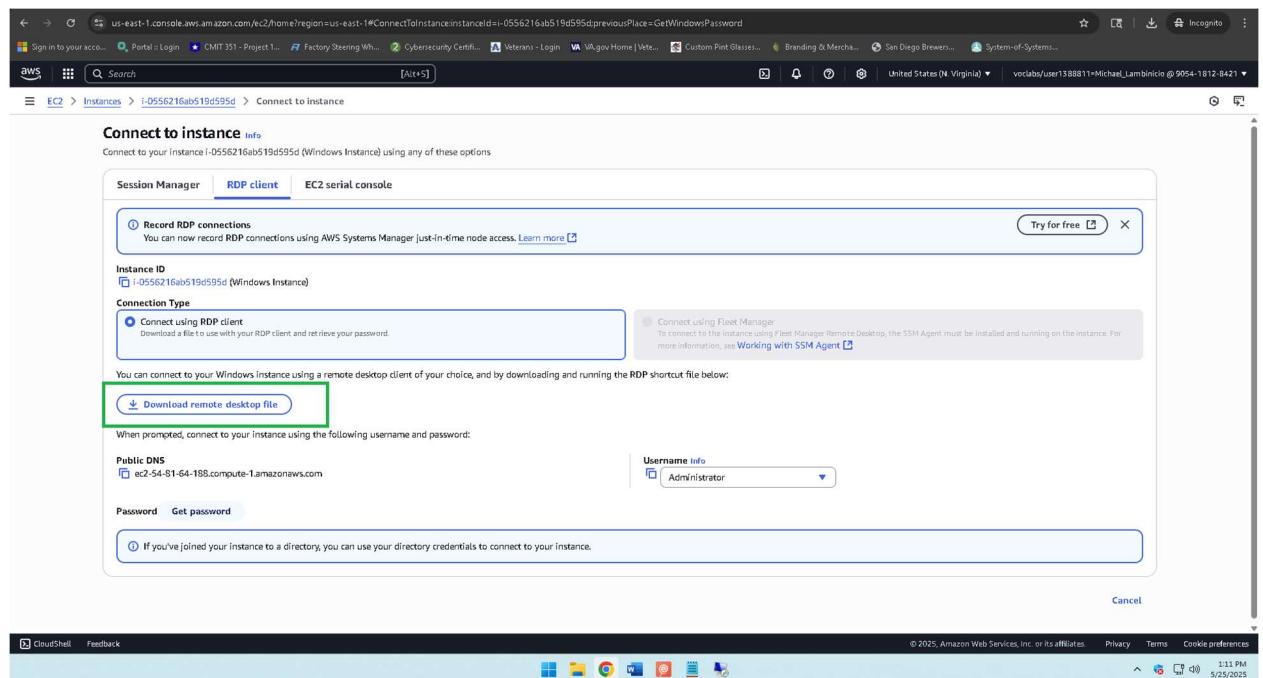 us-east-1.console.aws.amazon.com/ec2/home?region=us-east-1#ConnectToInstance:instanceId=i-0556216ab519d595d;previousPlace=GetWindowsPassword
Incognito
Sign in to your acco...
Portal :: Login
CMIT 351 - Project 1...
Factory Steering Wh...
Cybersecurity Certifi...
Veterans - Login
VA.gov Home | Vete...
Custom Pint Glasses...
Branding & Mercha...
San Diego Brewers...
System-of-Systems...
aws
Search
[Alt+S]
United States (N. Virginia)
voclabs/user1388811=Michael_Lambinicio @ 9054-1812-8421
EC2 > Instances > i-0556216ab519d595d > Connect to instance
Connect to instance Info
Connect to your instance i-0556216ab519d595d (Windows Instance) using any of these options
Session Manager
RDP client
EC2 serial console
Record RDP connections
You can now record RDP connections using AWS Systems Manager just-in-time node access. Learn more
Try for free
Instance ID
i-0556216ab519d595d (Windows Instance)
Connection Type
Connect using RDP client
Download a file to use with your RDP client and retrieve your password.
Connect using Fleet Manager
To connect to the instance using Fleet Manager Remote Desktop, the SSM Agent must be installed and running on the instance. For
more information, see Working with SSM Agent
You can connect to your Windows instance using a remote desktop client of your choice, and by downloading and running the RDP shortcut file below:
Download remote desktop file
When prompted, connect to your instance using the following username and password:
Public DNS
ec2-54-81-64-188.compute-1.amazonaws.com
Username Info
Administrator
Password Get password
If you've joined your instance to a directory, you can use your directory credentials to connect to your instance.
Cancel
CloudShell
Feedback
© 2025, Amazon Web Services, Inc. or its affiliates.
Privacy
Terms
Cookie preferences
1:11 PM
5/25/2025